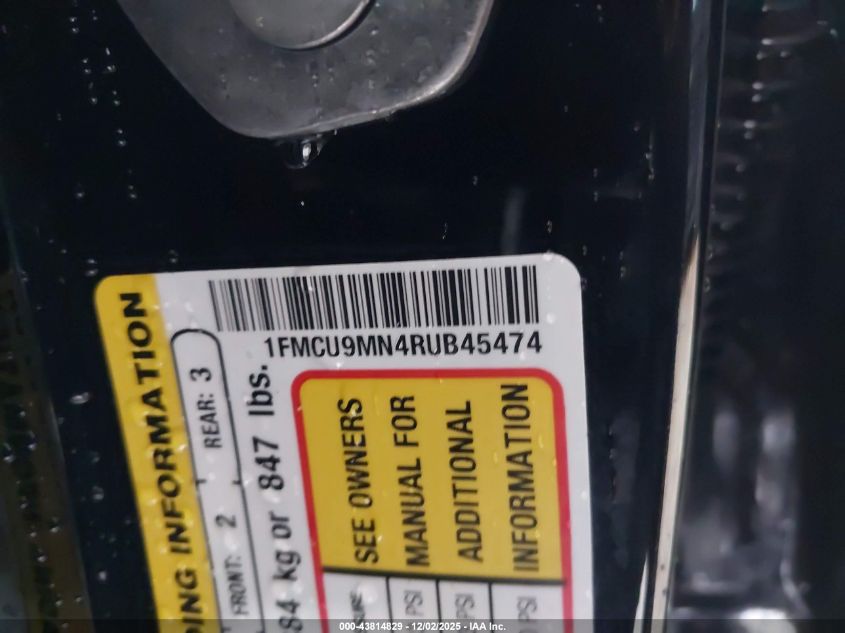 1FMCU9MN4RUB45474
DING INFORMATION
REAR: 3
FRONT: 2
84 kg or 847 lbs.
SEE OWNERS
MANUAL FOR
ADDITIONAL
INFORMATION
PSI
PSI
PSI
000-43814829 - 12/02/2025 - IAA Inc.